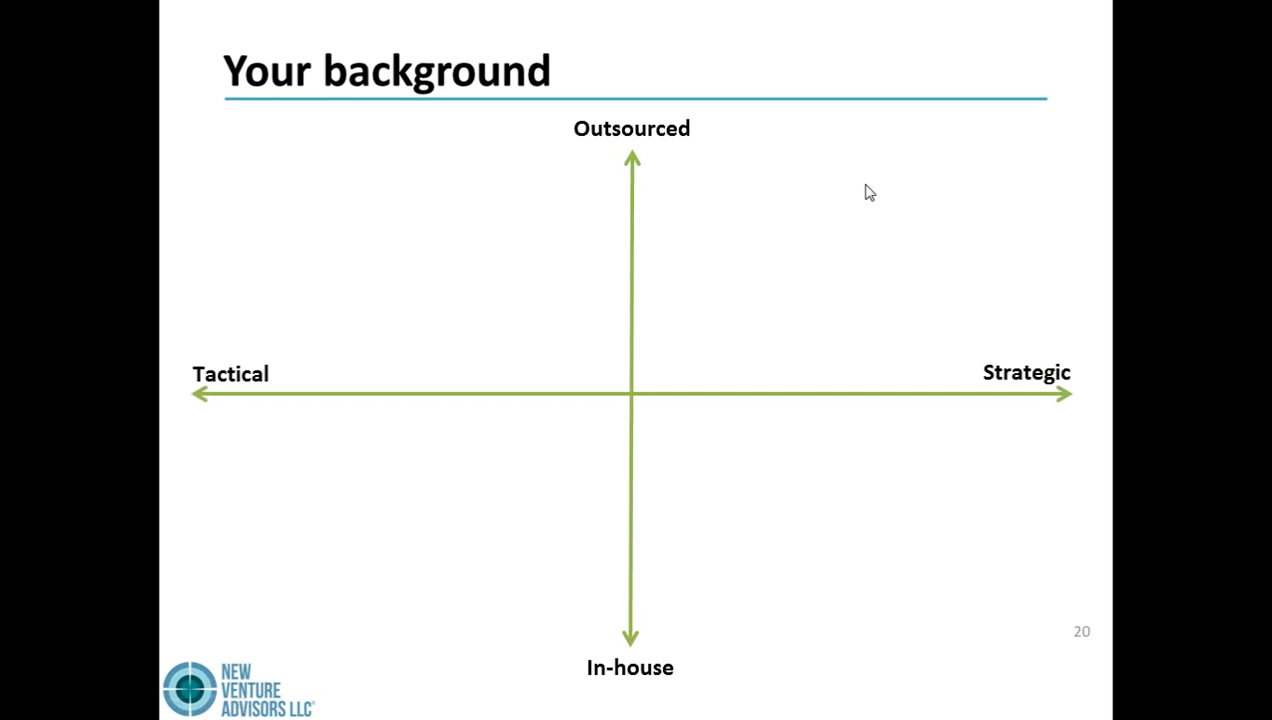 Your background
Outsourced
Tactical
Strategic
20
In-house
NEW
VENTURE
ADVISORS LLC